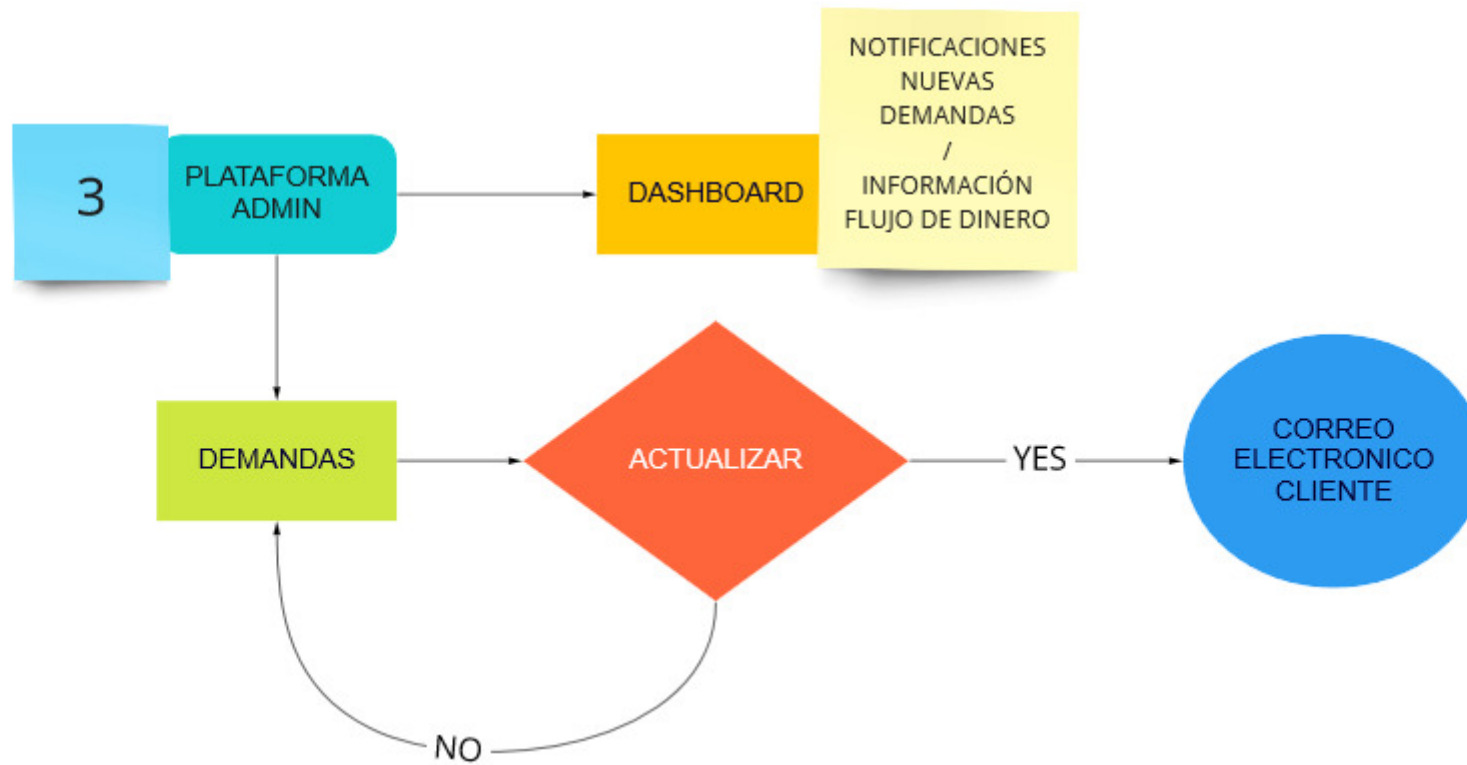 NOTIFICACIONES
NUEVAS
DEMANDAS
/
INFORMACIÓN
FLUJO DE DINERO
3
PLATAFORMA
ADMIN
DASHBOARD
DEMANDAS
ACTUALIZAR
YES
CORREO
ELECTRONICO
CLIENTE
NO